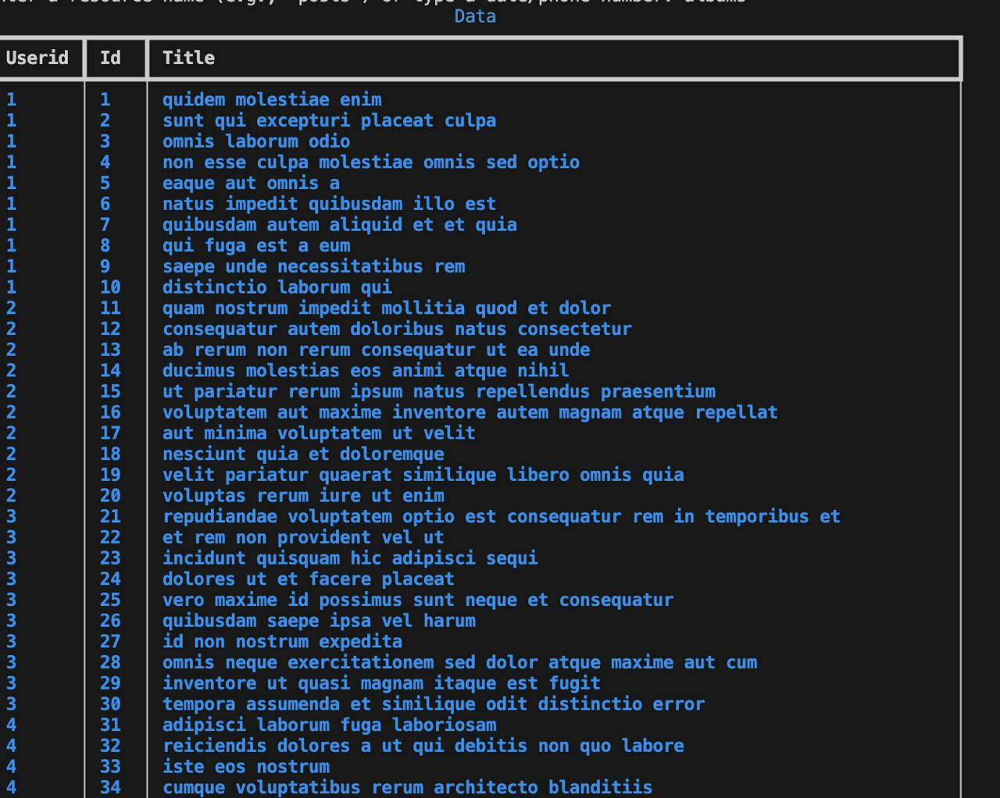 Data
Userid Id Title
1 1 quidem molestiae enim
1 2 sunt qui excepturi placeat culpa
1 3 omnis laborum odio
1 4 non esse culpa molestiae omnis sed optio
1 5 eaque aut omnis a
1 6 natus impedit quibusdam illo est
1 7 quibusdam autem aliquid et et quia
1 8 qui fuga est a eum
1 9 saepe unde necessitatibus rem
1 10 distinctio laborum qui
2 11 quam nostrum impedit mollitia quod et dolor
2 12 consequatur autem doloribus natus consectetur
2 13 ab rerum non rerum consequatur ut ea unde
2 14 ducimus molestias eos animi atque nihil
2 15 ut pariatur rerum ipsum natus repellendus praesentium
2 16 voluptatem aut maxime inventore autem magnam atque repellat
2 17 aut minima voluptatem ut velit
2 18 nesciunt quia et doloremque
2 19 velit pariatur quaerat similique libero omnis quia
2 20 voluptas rerum iure ut enim
3 21 repudiandae voluptatem optio est consequatur rem in temporibus et
3 22 et rem non provident vel ut
3 23 incidunt quisquam hic adipisci sequi
3 24 dolores ut et facere placeat
3 25 vero maxime id possimus sunt neque et consequatur
3 26 quibusdam saepe ipsa vel harum
3 27 id non nostrum expedita
3 28 omnis neque exercitationem sed dolor atque maxime aut cum
3 29 inventore ut quasi magnam itaque est fugit
3 30 tempora assumenda et similique odit distinctio error
4 31 adipisci laborum fuga laboriosam
4 32 reiciendis dolores a ut qui debitis non quo labore
4 33 iste eos nostrum
4 34 cumque voluptatibus rerum architecto blanditiis